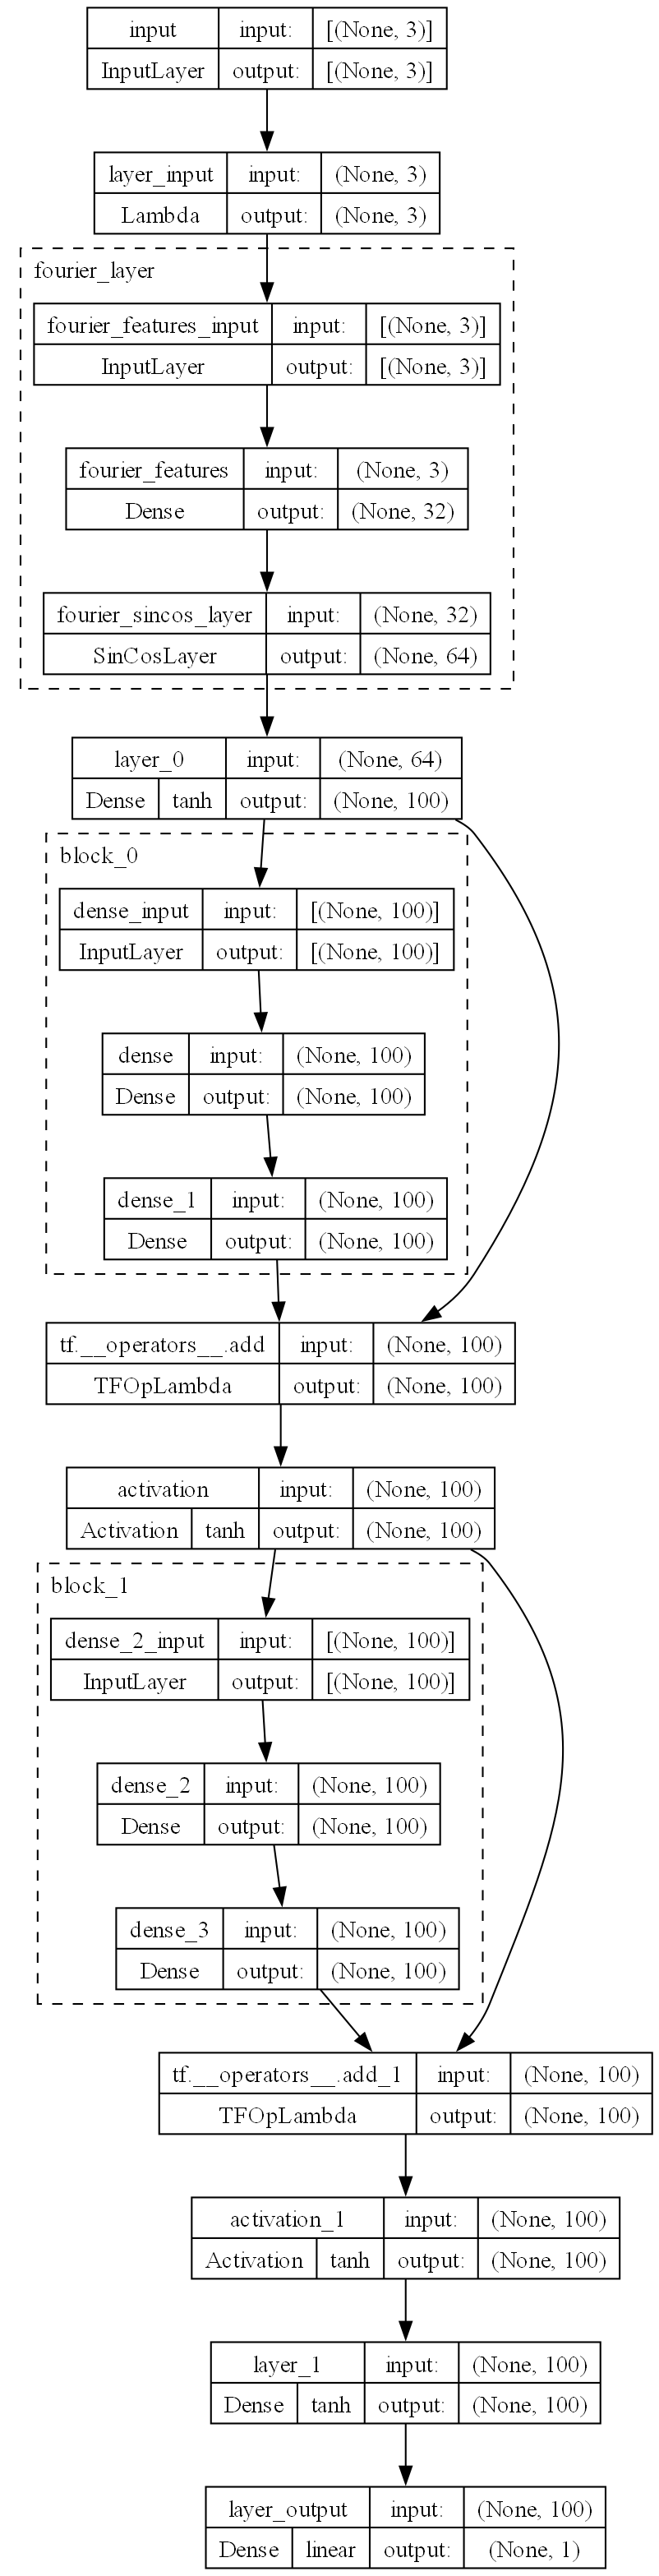 input input: [(None, 3)]
InputLayer output: [(None, 3)]
layer_input input: (None, 3)
Lambda output: (None, 3)
fourier_layer
fourier_features_input input: [(None, 3)]
InputLayer output: [(None, 3)]
fourier_features input: (None, 3)
Dense output: (None, 32)
fourier_sincos_layer input: (None, 32)
SinCosLayer output: (None, 64)
layer_0 input: (None, 64)
Dense tanh output: (None, 100)
block_0
dense_input input: [(None, 100)]
InputLayer output: [(None, 100)]
dense input: (None, 100)
Dense output: (None, 100)
dense_1 input: (None, 100)
Dense output: (None, 100)
tf.__operators__.add input: (None, 100)
TFOpLambda output: (None, 100)
activation input: (None, 100)
Activation tanh output: (None, 100)
block_1
dense_2_input input: [(None, 100)]
InputLayer output: [(None, 100)]
dense_2 input: (None, 100)
Dense output: (None, 100)
dense_3 input: (None, 100)
Dense output: (None, 100)
tf.__operators__.add_1 input: (None, 100)
TFOpLambda output: (None, 100)
activation_1 input: (None, 100)
Activation tanh output: (None, 100)
layer_1 input: (None, 100)
Dense tanh output: (None, 100)
layer_output input: (None, 100)
Dense linear output: (None, 1)